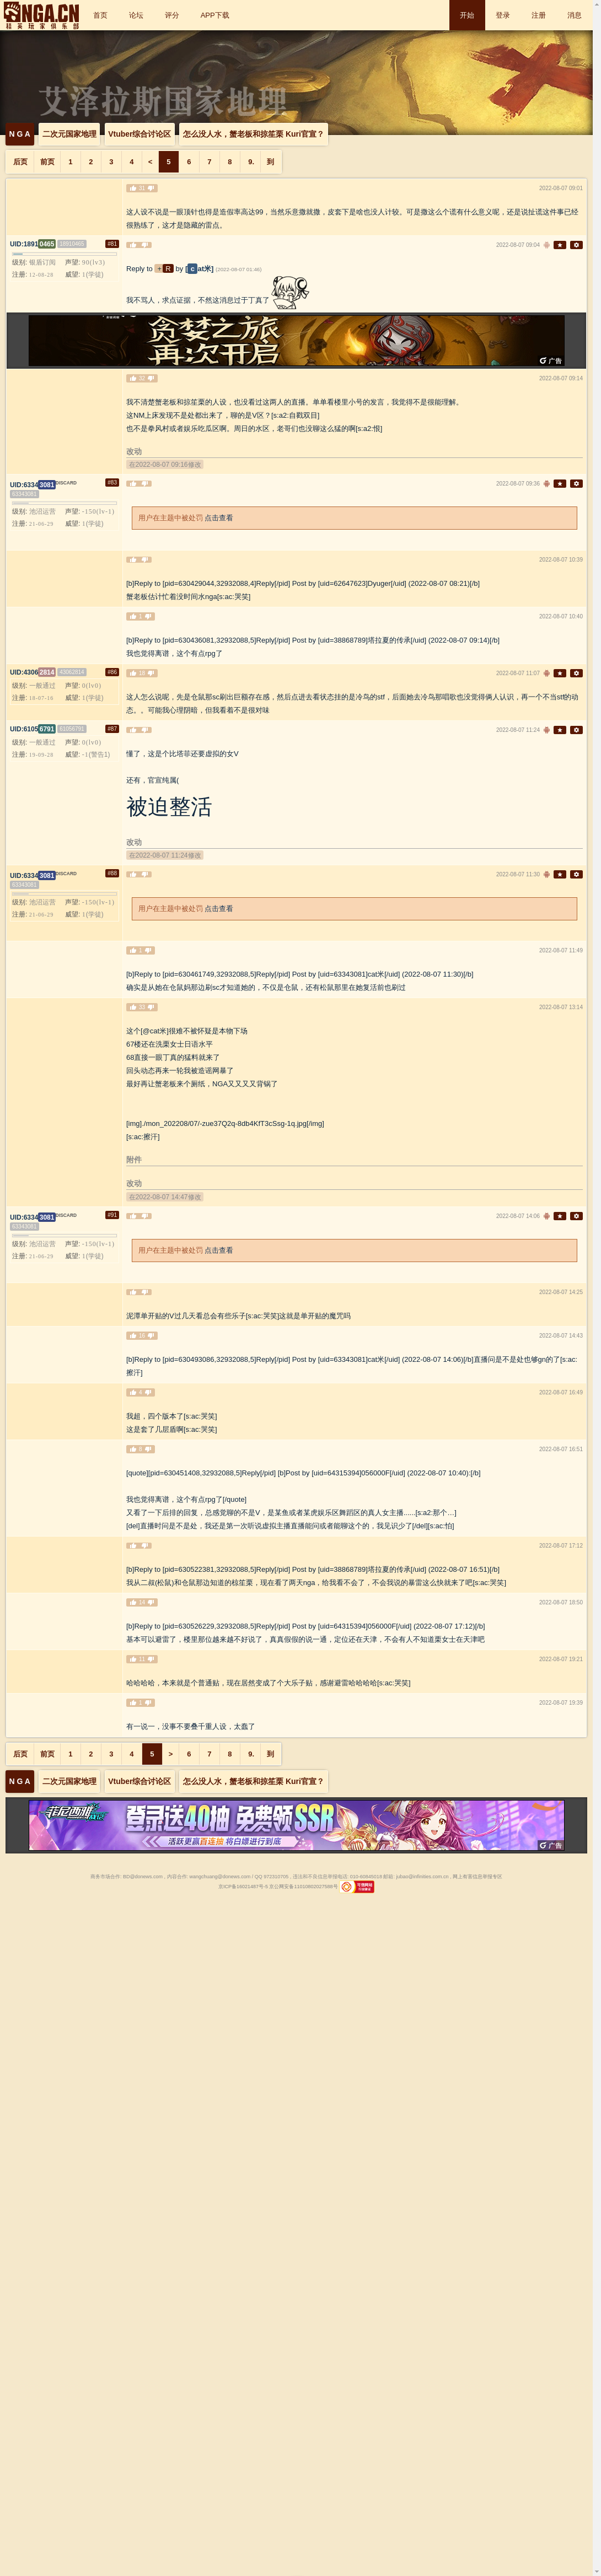 NGA.CN
精英玩家俱乐部
首页 论坛 评分 APP下载 开始 登录 注册 消息
艾泽拉斯国家地理
NGA 二次元国家地理 Vtuber综合讨论区 怎么没人水，蟹老板和掠笙栗 Kuri官宣？
后页 前页 1 2 3 4 < 5 6 7 8 9. 到
31 2022-08-07 09:01
这人设不说是一眼顶针也得是造假率高达99，当然乐意撒就撒，皮套下是啥也没人计较。可是撒这么个谎有什么意义呢，还是说扯谎这件事已经
很熟练了，这才是隐藏的雷点。
UID:18910465 18910465 #81 2022-08-07 09:04
级别: 银盾订阅 声望: 90(lv3)
注册: 12-08-28 威望: 1(学徒)
Reply to +R by [cat米] (2022-08-07 01:46)
我不骂人，求点证据，不然这消息过于丁真了
贪婪之旅
再次开启
广告
2022-08-07 09:14
我不清楚蟹老板和掠笙栗的人设，也没看过这两人的直播。单单看楼里小号的发言，我觉得不是很能理解。
这NM上床发现不是处都出来了，聊的是V区？[s:a2:自戳双目]
也不是拳风村或者娱乐吃瓜区啊。周日的水区，老哥们也没聊这么猛的啊[s:a2:恨]
改动
在2022-08-07 09:16修改
UID:63343081 DISCARD #83 2022-08-07 09:36
63343081
级别: 池沼运营 声望: -150(lv-1)
注册: 21-06-29 威望: 1(学徒)
用户在主题中被处罚 点击查看
2022-08-07 10:39
[b]Reply to [pid=630429044,32932088,4]Reply[/pid] Post by [uid=62647623]Dyuger[/uid] (2022-08-07 08:21)[/b]
蟹老板估计忙着没时间水nga[s:ac:哭笑]
2022-08-07 10:40
[b]Reply to [pid=630436081,32932088,5]Reply[/pid] Post by [uid=38868789]塔拉夏的传承[/uid] (2022-08-07 09:14)[/b]
我也觉得离谱，这个有点rpg了
UID:43062814 43062814 #86 2022-08-07 11:07
级别: 一般通过 声望: 0(lv0)
注册: 18-07-16 威望: 1(学徒)
这人怎么说呢，先是仓鼠那sc刷出巨额存在感，然后点进去看状态挂的是冷鸟的stf，后面她去冷鸟那唱歌也没觉得俩人认识，再一个不当stf的动
态。。可能我心理阴暗，但我看着不是很对味
UID:61056791 61056791 #87 2022-08-07 11:24
级别: 一般通过 声望: 0(lv0)
注册: 19-09-20 威望: -1(警告1)
懂了，这是个比塔菲还要虚拟的女V
还有，官宣纯属(
被迫整活
改动
在2022-08-07 11:24修改
UID:63343081 DISCARD #88 2022-08-07 11:30
63343081
级别: 池沼运营 声望: -150(lv-1)
注册: 21-06-29 威望: 1(学徒)
用户在主题中被处罚 点击查看
2022-08-07 11:49
[b]Reply to [pid=630461749,32932088,5]Reply[/pid] Post by [uid=63343081]cat米[/uid] (2022-08-07 11:30)[/b]
确实是从她在仓鼠妈那边刷sc才知道她的，不仅是仓鼠，还有松鼠那里在她复活前也刷过
2022-08-07 13:14
这个[@cat米]很难不被怀疑是本物下场
67楼还在洗栗女士日语水平
68直接一眼丁真的猛料就来了
回头动态再来一轮我被造谣网暴了
最好再让蟹老板来个厕纸，NGA又又又又背锅了
[img]./mon_202208/07/-zue37Q2q-8db4KfT3cSsg-1q.jpg[/img]
[s:ac:擦汗]
附件
改动
在2022-08-07 14:47修改
UID:63343081 DISCARD #91 2022-08-07 14:06
63343081
级别: 池沼运营 声望: -150(lv-1)
注册: 21-06-29 威望: 1(学徒)
用户在主题中被处罚 点击查看
2022-08-07 14:25
泥潭单开贴的V过几天看总会有些乐子[s:ac:哭笑]这就是单开贴的魔咒吗
2022-08-07 14:43
[b]Reply to [pid=630493086,32932088,5]Reply[/pid] Post by [uid=63343081]cat米[/uid] (2022-08-07 14:06)[/b]直播问是不是处也够gn的了[s:ac:
擦汗]
2022-08-07 16:49
我超，四个版本了[s:ac:哭笑]
这是套了几层盾啊[s:ac:哭笑]
2022-08-07 16:51
[quote][pid=630451408,32932088,5]Reply[/pid] [b]Post by [uid=64315394]056000F[/uid] (2022-08-07 10:40):[/b]
我也觉得离谱，这个有点rpg了[/quote]
又看了一下后排的回复，总感觉聊的不是V，是某鱼或者某虎娱乐区舞蹈区的真人女主播......[s:a2:那个…]
[del]直播时问是不是处，我还是第一次听说虚拟主播直播能问或者能聊这个的，我见识少了[/del][s:ac:怕]
2022-08-07 17:12
[b]Reply to [pid=630522381,32932088,5]Reply[/pid] Post by [uid=38868789]塔拉夏的传承[/uid] (2022-08-07 16:51)[/b]
我从二叔(松鼠)和仓鼠那边知道的椋笙栗，现在看了两天nga，给我看不会了，不会我说的暴雷这么快就来了吧[s:ac:哭笑]
14 2022-08-07 18:50
[b]Reply to [pid=630526229,32932088,5]Reply[/pid] Post by [uid=64315394]056000F[/uid] (2022-08-07 17:12)[/b]
基本可以避雷了，楼里那位越来越不好说了，真真假假的说一通，定位还在天津，不会有人不知道栗女士在天津吧
11 2022-08-07 19:21
哈哈哈哈，本来就是个普通贴，现在居然变成了个大乐子贴，感谢避雷哈哈哈哈[s:ac:哭笑]
2022-08-07 19:39
有一说一，没事不要叠千重人设，太蠢了
后页 前页 1 2 3 4 5 > 6 7 8 9. 到
NGA 二次元国家地理 Vtuber综合讨论区 怎么没人水，蟹老板和掠笙栗 Kuri官宣？
登录送40抽 免费领SSR
活跃更赢百连抽 将白嫖进行到底
广告